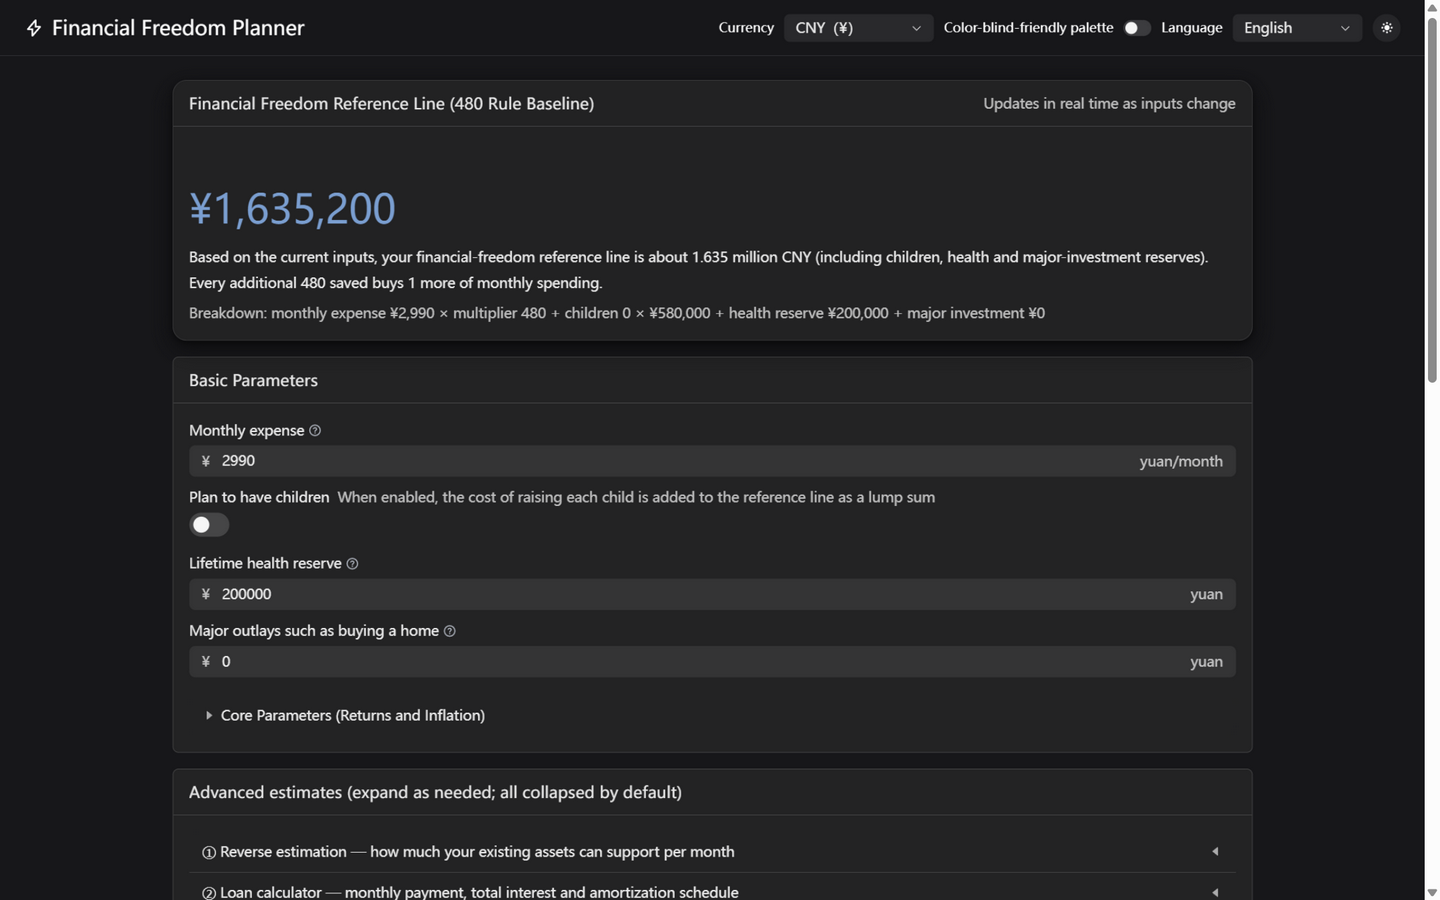 Financial Freedom Planner
Currency
CNY (¥)
Color-blind-friendly palette
Language
English
Financial Freedom Reference Line (480 Rule Baseline)
Updates in real time as inputs change
¥1,635,200
Based on the current inputs, your financial-freedom reference line is about 1.635 million CNY (including children, health and major-investment reserves).
Every additional 480 saved buys 1 more of monthly spending.
Breakdown: monthly expense ¥2,990 × multiplier 480 + children 0 × ¥580,000 + health reserve ¥200,000 + major investment ¥0
Basic Parameters
Monthly expense
¥ 2990 yuan/month
Plan to have children When enabled, the cost of raising each child is added to the reference line as a lump sum
Lifetime health reserve
¥ 200000 yuan
Major outlays such as buying a home
¥ 0 yuan
Core Parameters (Returns and Inflation)
Advanced estimates (expand as needed; all collapsed by default)
① Reverse estimation — how much your existing assets can support per month
② Loan calculator — monthly payment, total interest and amortization schedule